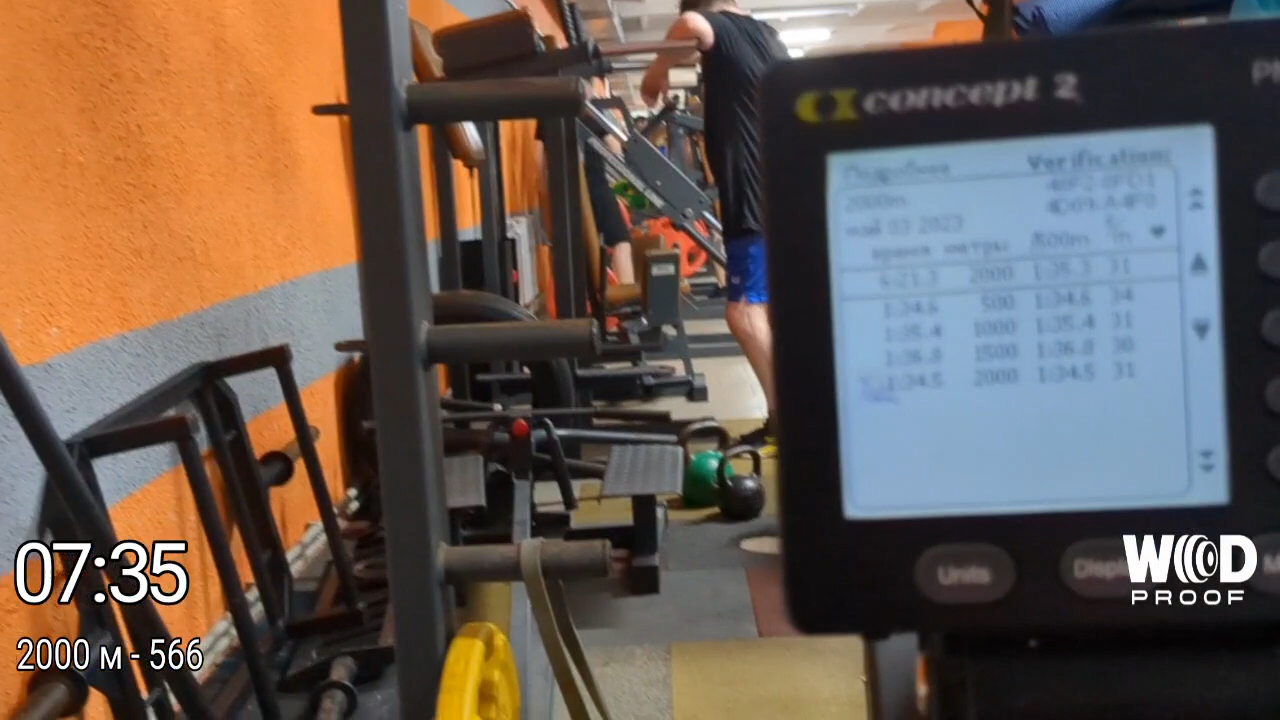 concept 2
Подробнее
Verification:
2000m
май 03 2023
время метры /500m
6:21.3 2000 1:35.3 31
1:34.6 500 1:34.6 34
1:35.4 1000 1:35.4 31
1:36.8 1500 1:36.8 30
1:34.5 2000 1:34.5 31
Units
07:35
2000 м - 566
WOD
PROOF